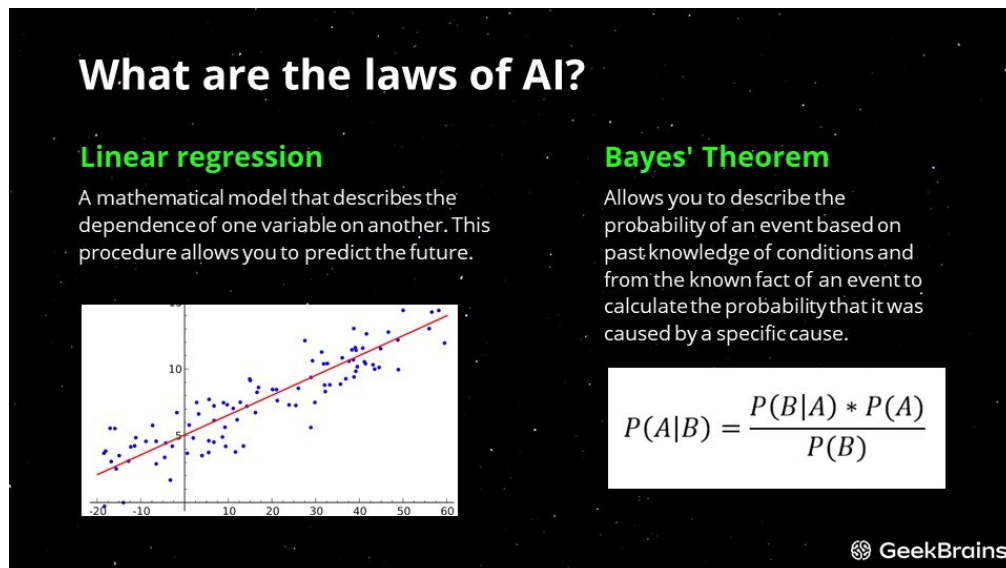 What are the laws of AI?
Linear regression
A mathematical model that describes the
dependence of one variable on another. This
procedure allows you to predict the future.
15
10
5
-20 -10 10 20 30 40 50 60
Bayes' Theorem
Allows you to describe the
probability of an event based on
past knowledge of conditions and
from the known fact of an event to
calculate the probability that it was
caused by a specific cause.
P(A|B) = P(B|A) * P(A)
P(B)
GeekBrains